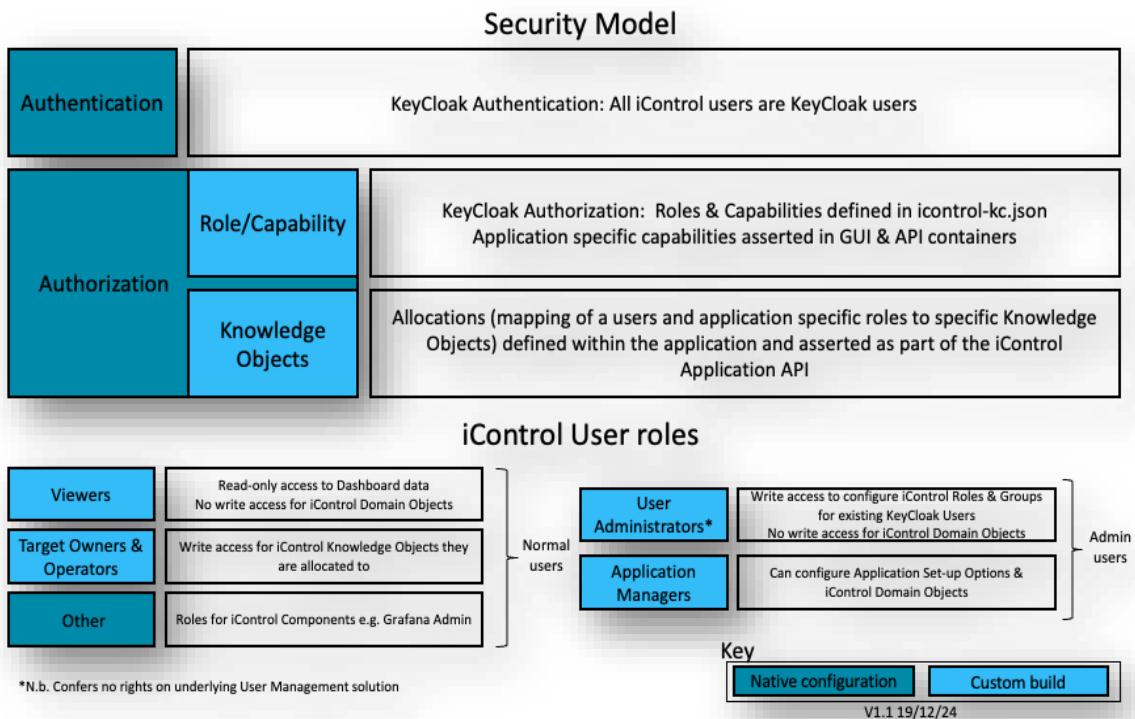 Security Model
Authentication
KeyCloak Authentication: All iControl users are KeyCloak users
Authorization
Role/Capability
KeyCloak Authorization:  Roles & Capabilities defined in icontrol-kc.json
Application specific capabilities asserted in GUI & API containers
Knowledge
Objects
Allocations (mapping of a users and application specific roles to specific Knowledge
Objects) defined within the application and asserted as part of the iControl
Application API
iControl User roles
Viewers
Read-only access to Dashboard data
No write access for iControl Domain Objects
Target Owners &
Operators
Write access for iControl Knowledge Objects they
are allocated to
Other
Roles for iControl Components e.g. Grafana Admin
Normal
users
User
Administrators*
Write access to configure iControl Roles & Groups
for existing KeyCloak Users
No write access for iControl Domain Objects
Application
Managers
Can configure Application Set-up Options &
iControl Domain Objects
Admin
users
*N.b. Confers no rights on underlying User Management solution
Key
Native configuration
Custom build
V1.1 19/12/24